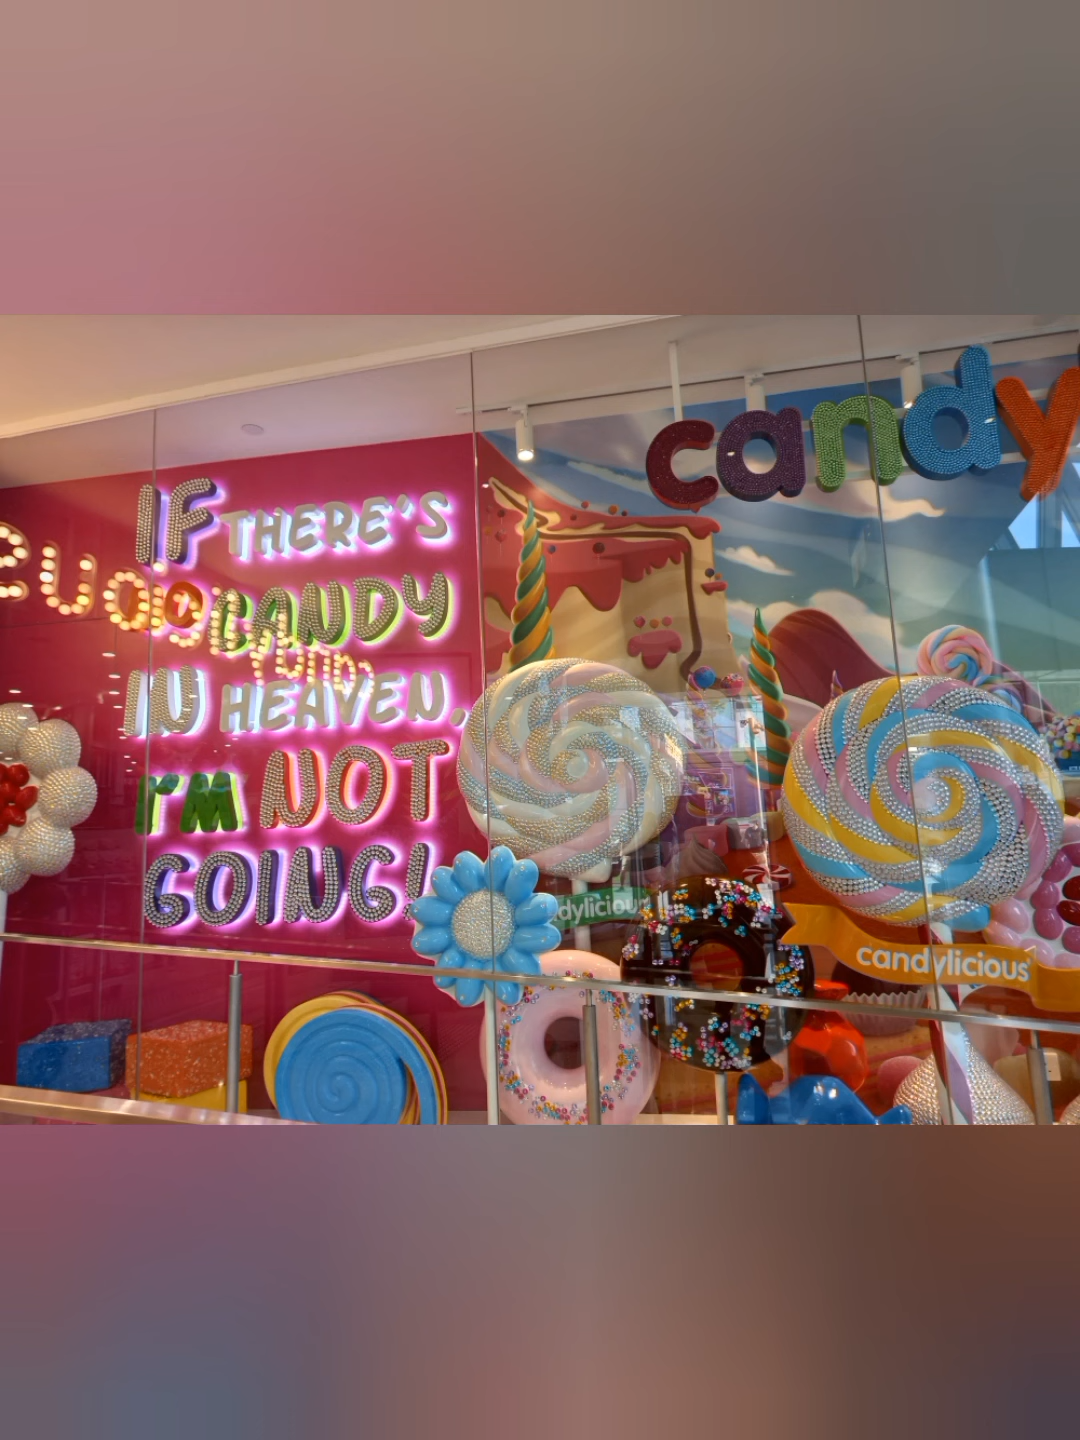 IF THERE'S
CANDY
IN HEAVEN.
I'M NOT
GOING!
candy
candylicious